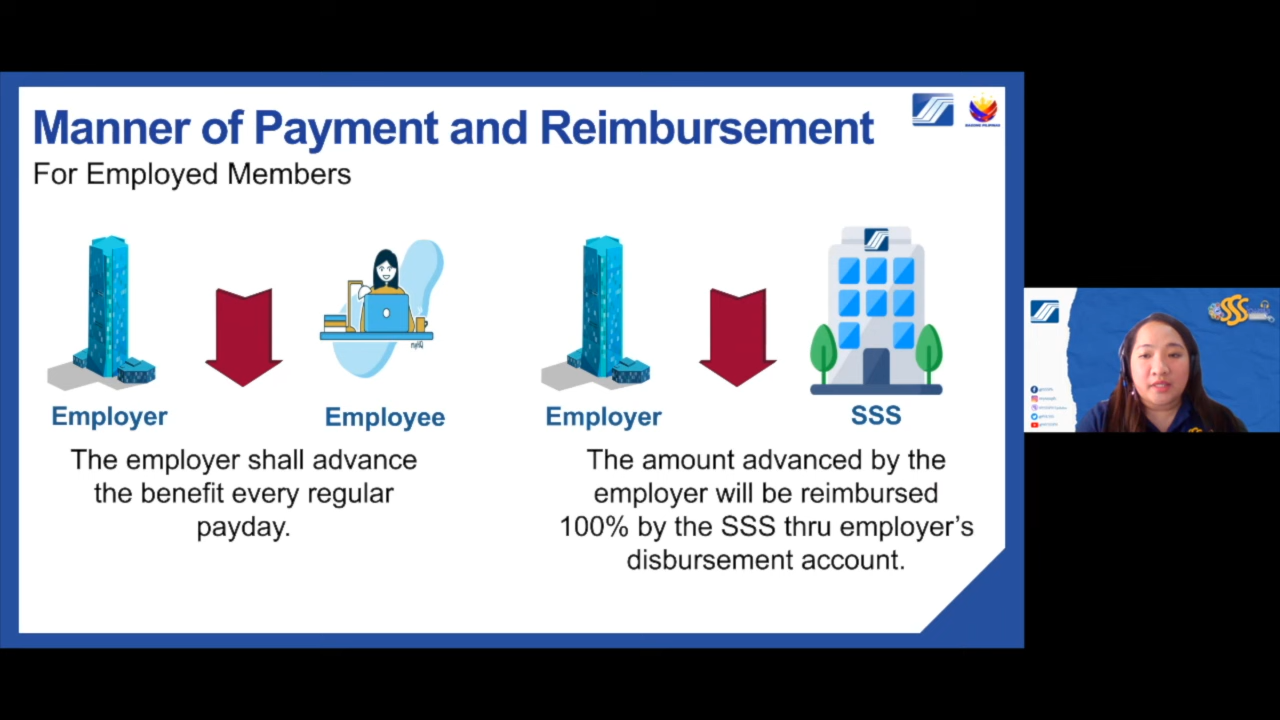 Manner of Payment and Reimbursement
For Employed Members
Employer
Employee
The employer shall advance
the benefit every regular
payday.
Employer
SSS
The amount advanced by the
employer will be reimbursed
100% by the SSS thru employer's
disbursement account.
SSS